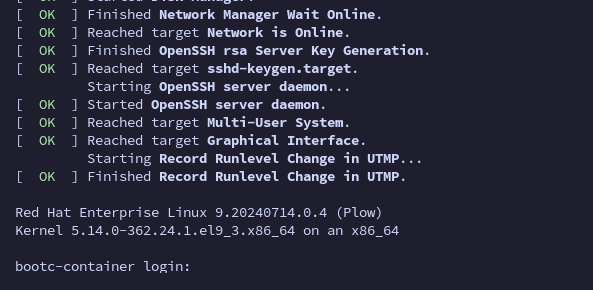 [  OK  ] Started Disk Manager.
[  OK  ] Finished Network Manager Wait Online.
[  OK  ] Reached target Network is Online.
[  OK  ] Finished OpenSSH rsa Server Key Generation.
[  OK  ] Reached target sshd-keygen.target.
Starting OpenSSH server daemon...
[  OK  ] Started OpenSSH server daemon.
[  OK  ] Reached target Multi-User System.
[  OK  ] Reached target Graphical Interface.
Starting Record Runlevel Change in UTMP...
[  OK  ] Finished Record Runlevel Change in UTMP.
Red Hat Enterprise Linux 9.20240714.0.4 (Plow)
Kernel 5.14.0-362.24.1.el9_3.x86_64 on an x86_64
bootc-container login: